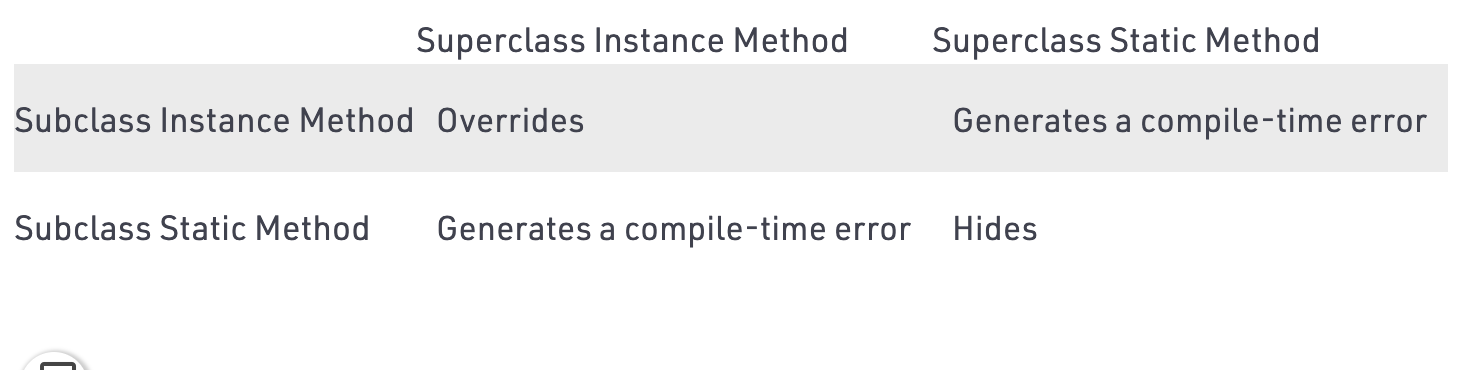 Superclass Instance Method Superclass Static Method
Subclass Instance Method Overrides Generates a compile-time error
Subclass Static Method Generates a compile-time error Hides